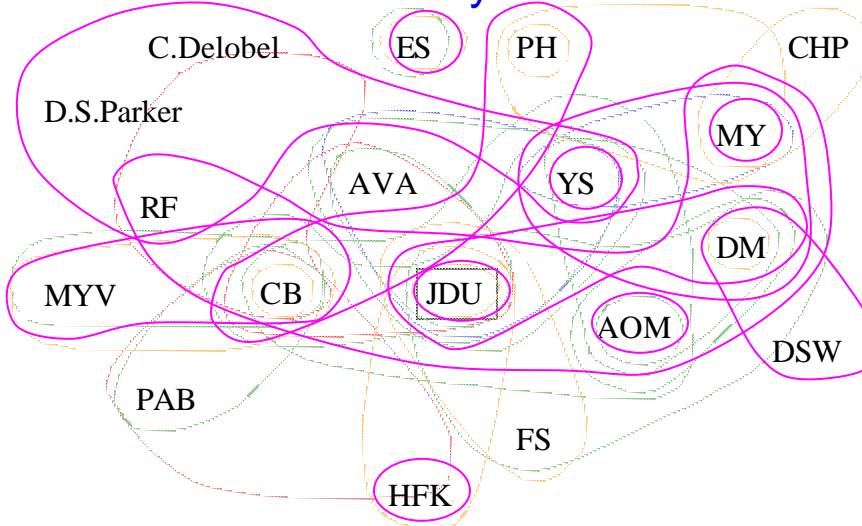 C.Delobel
ES
PH
CHP
D.S.Parker
MY
AVA
YS
RF
DM
MYV
CB
JDU
AOM
DSW
PAB
FS
HFK